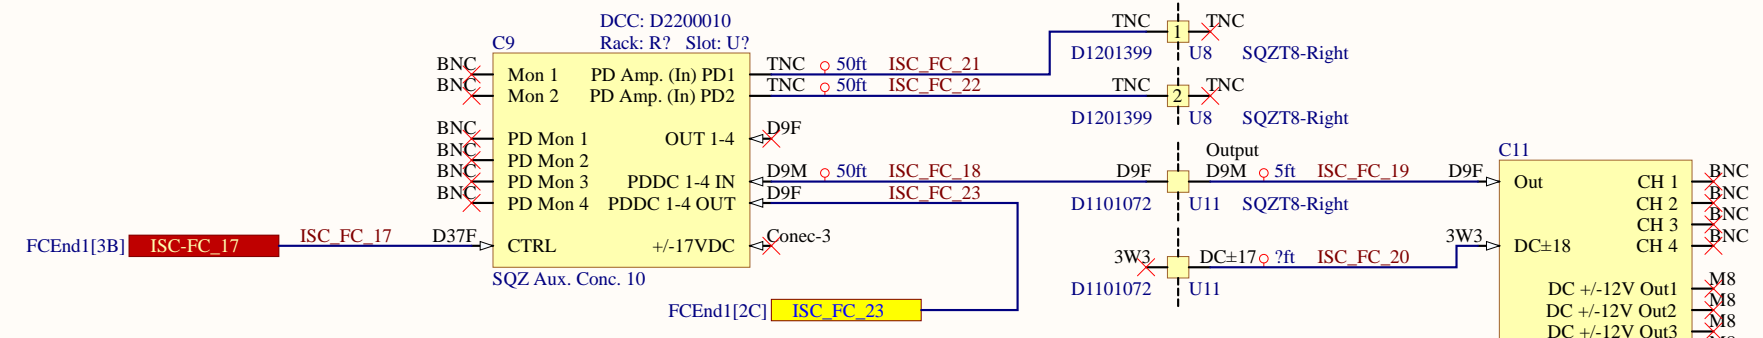 DCC: D2200010
Rack: R? Slot: U?
C9
BNC Mon 1
BNC Mon 2
BNC PD Mon 1
BNC PD Mon 2
BNC PD Mon 3
BNC PD Mon 4
FCEnd1[3B] ISC-FC_17 ISC_FC_17 D37F CTRL
PD Amp. (In) PD1 TNC 50ft ISC_FC_21
PD Amp. (In) PD2 TNC 50ft ISC_FC_22
OUT 1-4 D9F
PDDC 1-4 IN D9M 50ft ISC_FC_18
PDDC 1-4 OUT D9F ISC_FC_23
+/-17VDC Conec-3
SQZ Aux. Conc. 10
FCEnd1[2C] ISC_FC_23
TNC 1 TNC
D1201399 U8 SQZT8-Right
TNC 2 TNC
D1201399 U8 SQZT8-Right
Output
D9F D9M 5ft ISC_FC_19 D9F
D1101072 U11 SQZT8-Right
3W3 DC±17 ?ft ISC_FC_20 3W3
D1101072 U11
C11
Out CH 1 BNC
CH 2 BNC
CH 3 BNC
DC±18 CH 4 BNC
DC +/-12V Out1 M8
DC +/-12V Out2 M8
DC +/-12V Out3 M8